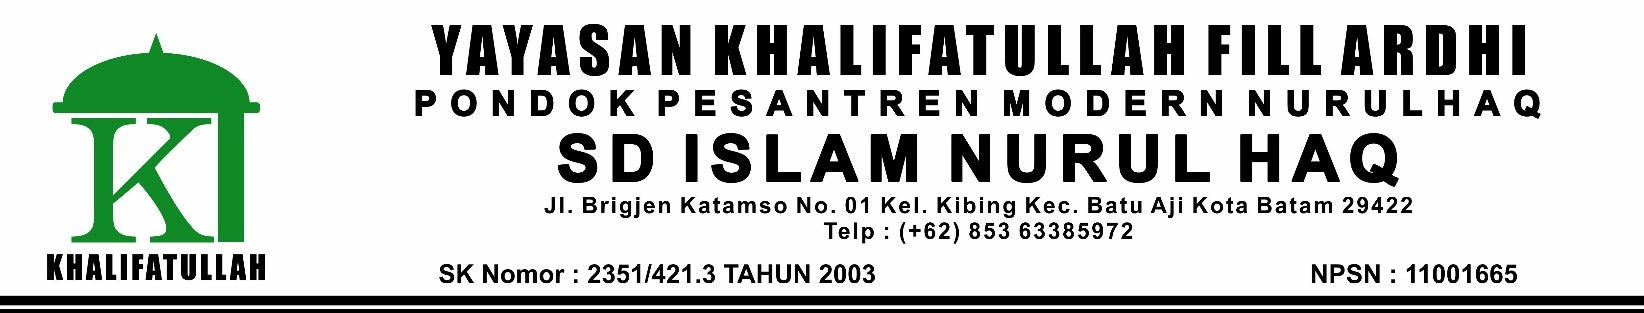 YAYASAN KHALIFATULLAH FILL ARDHI
PONDOK PESANTREN MODERN NURUL HAQ
SD ISLAM NURUL HAQ
Jl. Brigjen Katamso No. 01 Kel. Kibing Kec. Batu Aji Kota Batam 29422
Telp : (+62) 853 63385972
K
KHALIFATULLAH
SK Nomor : 2351/421.3 TAHUN 2003 NPSN : 11001665